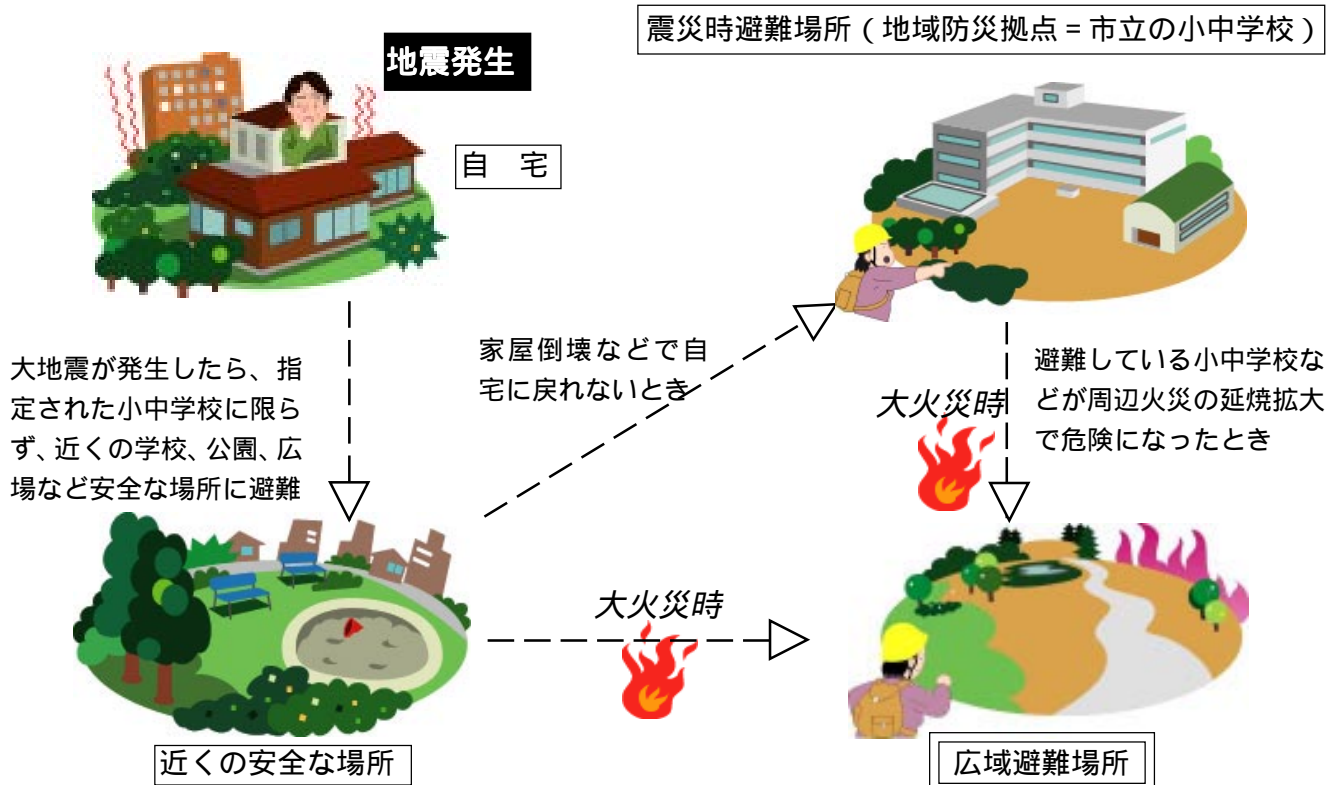 震災時避難場所(地域防災拠点=市立の小中学校)
地震発生
自　宅
大地震が発生したら、指
定された小中学校に限ら
ず、近くの学校、公園、広
場など安全な場所に避難
家屋倒壊などで自
宅に戻れないとき
大火災時
避難している小中学校な
どが周辺火災の延焼拡大
で危険になったとき
大火災時
近くの安全な場所
広域避難場所